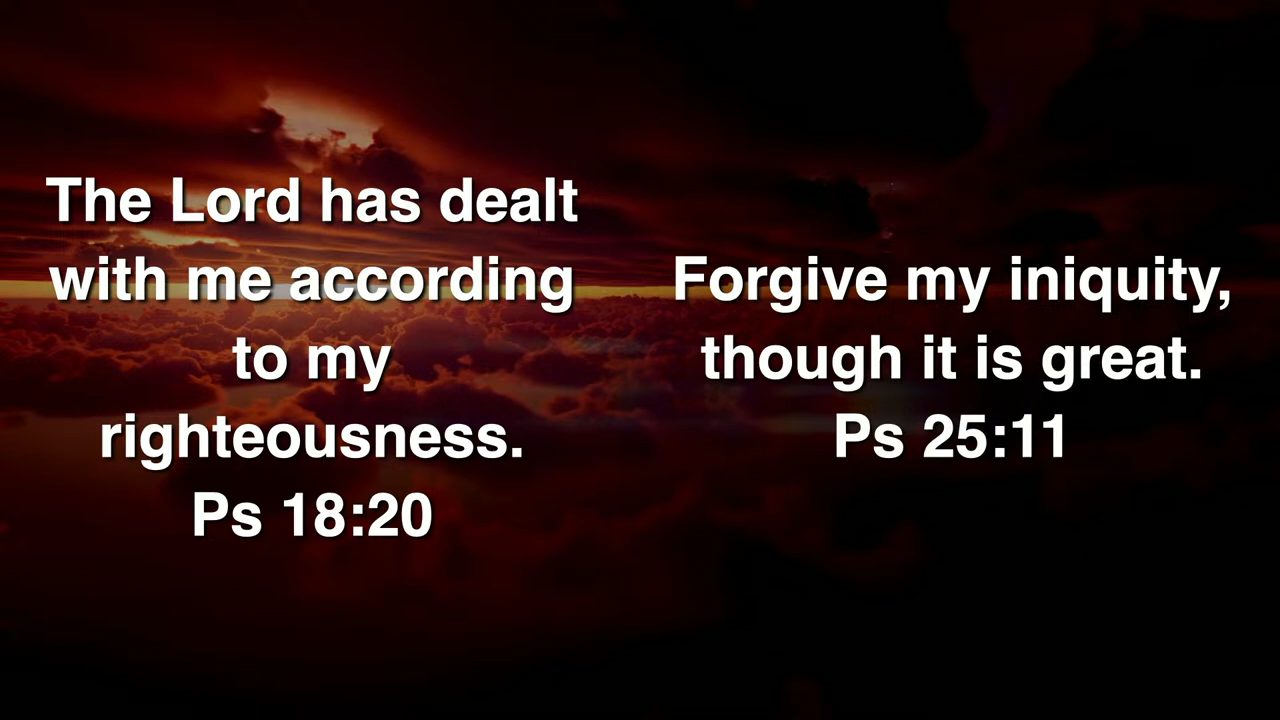 The Lord has dealt
with me according
to my
righteousness.
Ps 18:20
Forgive my iniquity,
though it is great.
Ps 25:11